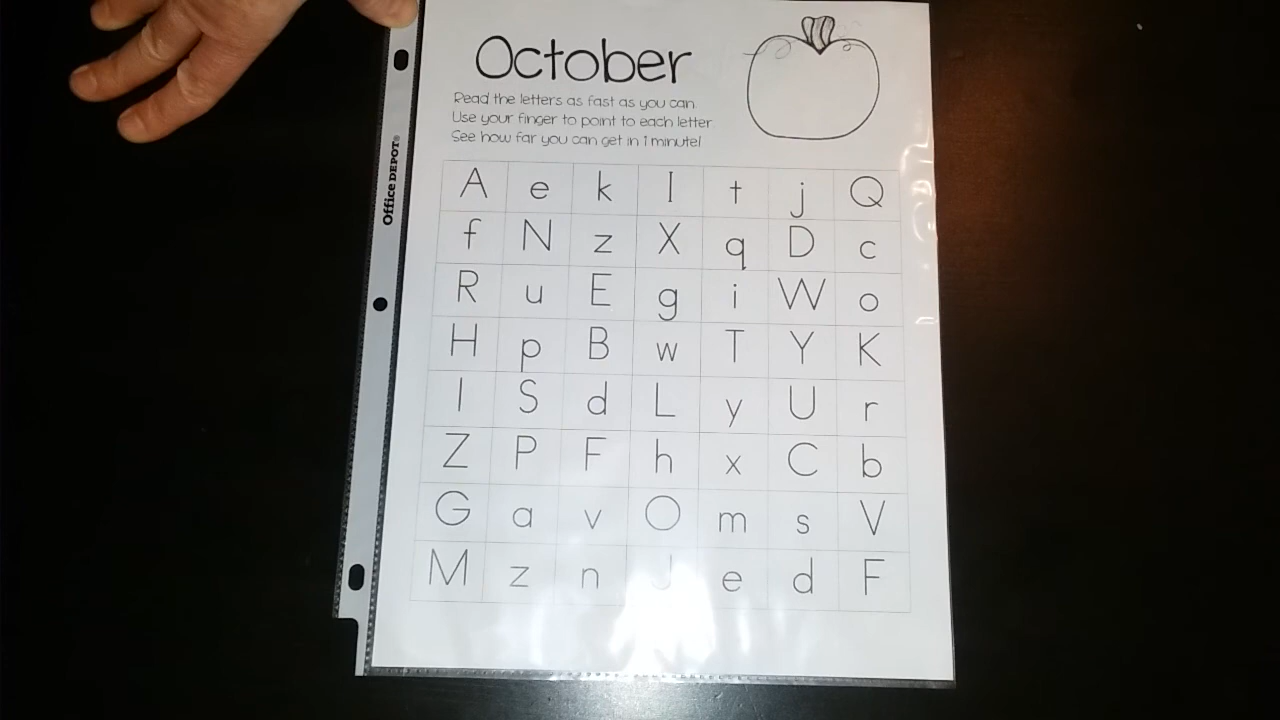 October
Read the letters as fast as you can.
Use your finger to point to each letter.
See how far you can get in 1 minute!
Office DEPOT®
A e k I t j Q
f N z X q D c
R u E g i W o
H p B w T Y K
l S d L y U r
Z P F h x C b
G a v O m s V
M z n J e d F